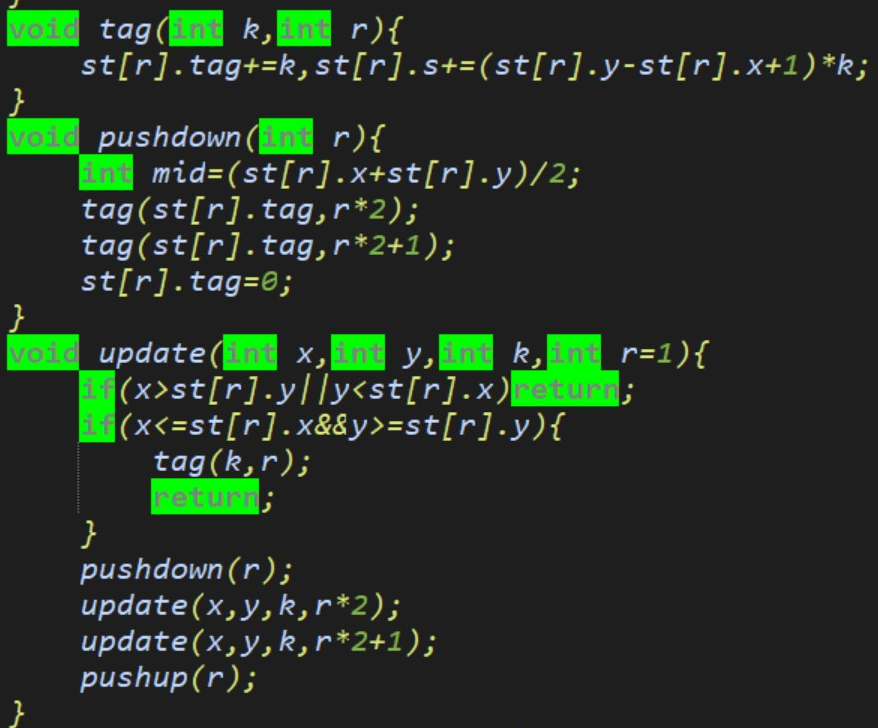 }
void tag(int k,int r){
    st[r].tag+=k,st[r].s+=(st[r].y-st[r].x+1)*k;
}
void pushdown(int r){
    int mid=(st[r].x+st[r].y)/2;
    tag(st[r].tag,r*2);
    tag(st[r].tag,r*2+1);
    st[r].tag=0;
}
void update(int x,int y,int k,int r=1){
    if(x>st[r].y||y<st[r].x)return;
    if(x<=st[r].x&&y>=st[r].y){
        tag(k,r);
        return;
    }
    pushdown(r);
    update(x,y,k,r*2);
    update(x,y,k,r*2+1);
    pushup(r);
}